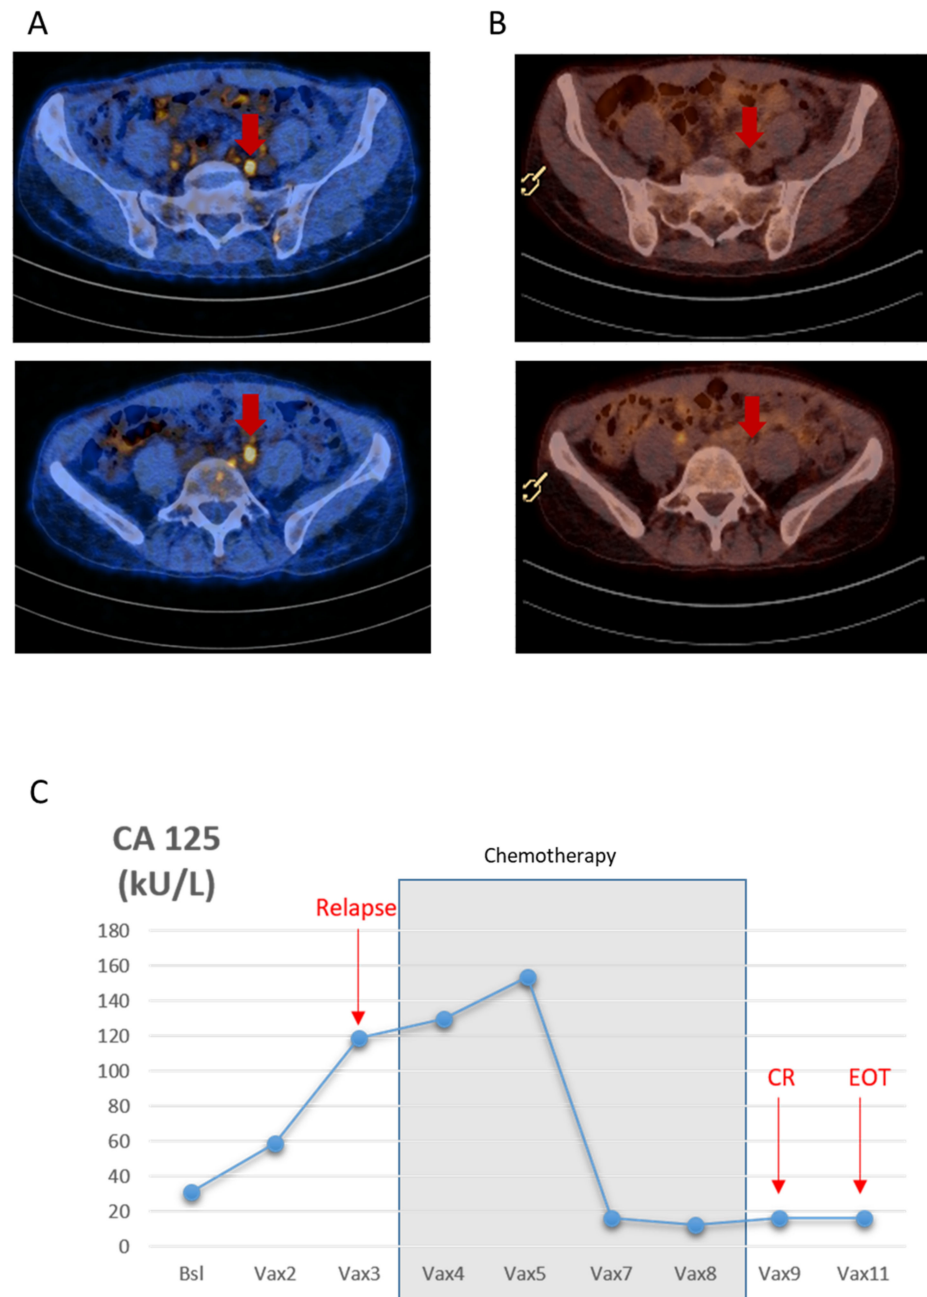 A
B
C
CA 125
(kU/L)
Chemotherapy
Relapse
180
160
140
120
100
80
60
40
20
0
CR
EOT
Bsl
Vax2
Vax3
Vax4
Vax5
Vax7
Vax8
Vax9
Vax11